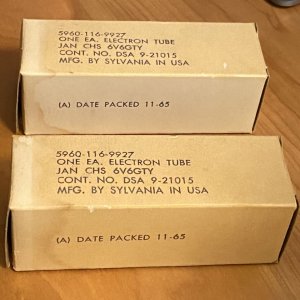 5960-116-9927
ONE EA. ELECTRON TUBE
JAN CHS 6V6GTY
CONT. NO. DSA 9-21015
MFG. BY SYLVANIA IN USA
(A) DATE PACKED 11-65
5960-116-9927
ONE EA. ELECTRON TUBE
JAN CHS 6V6GTY
CONT. NO. DSA 9-21015
MFG. BY SYLVANIA IN USA
(A) DATE PACKED 11-65